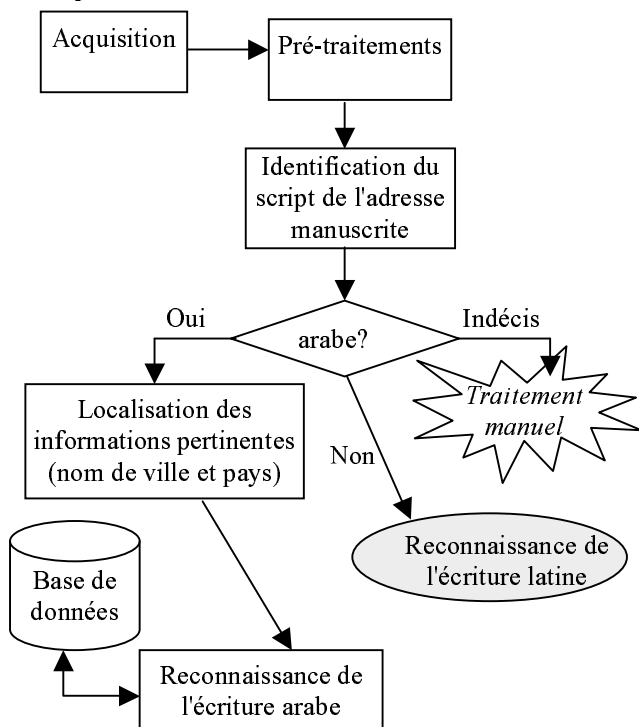 Acquisition
Pré-traitements
Identification du
script de l'adresse
manuscrite
arabe?
Oui
Indécis
Non
Traitement
manuel
Localisation des
informations pertinentes
(nom de ville et pays)
Reconnaissance de
l'écriture latine
Base de
données
Reconnaissance de
l'écriture arabe